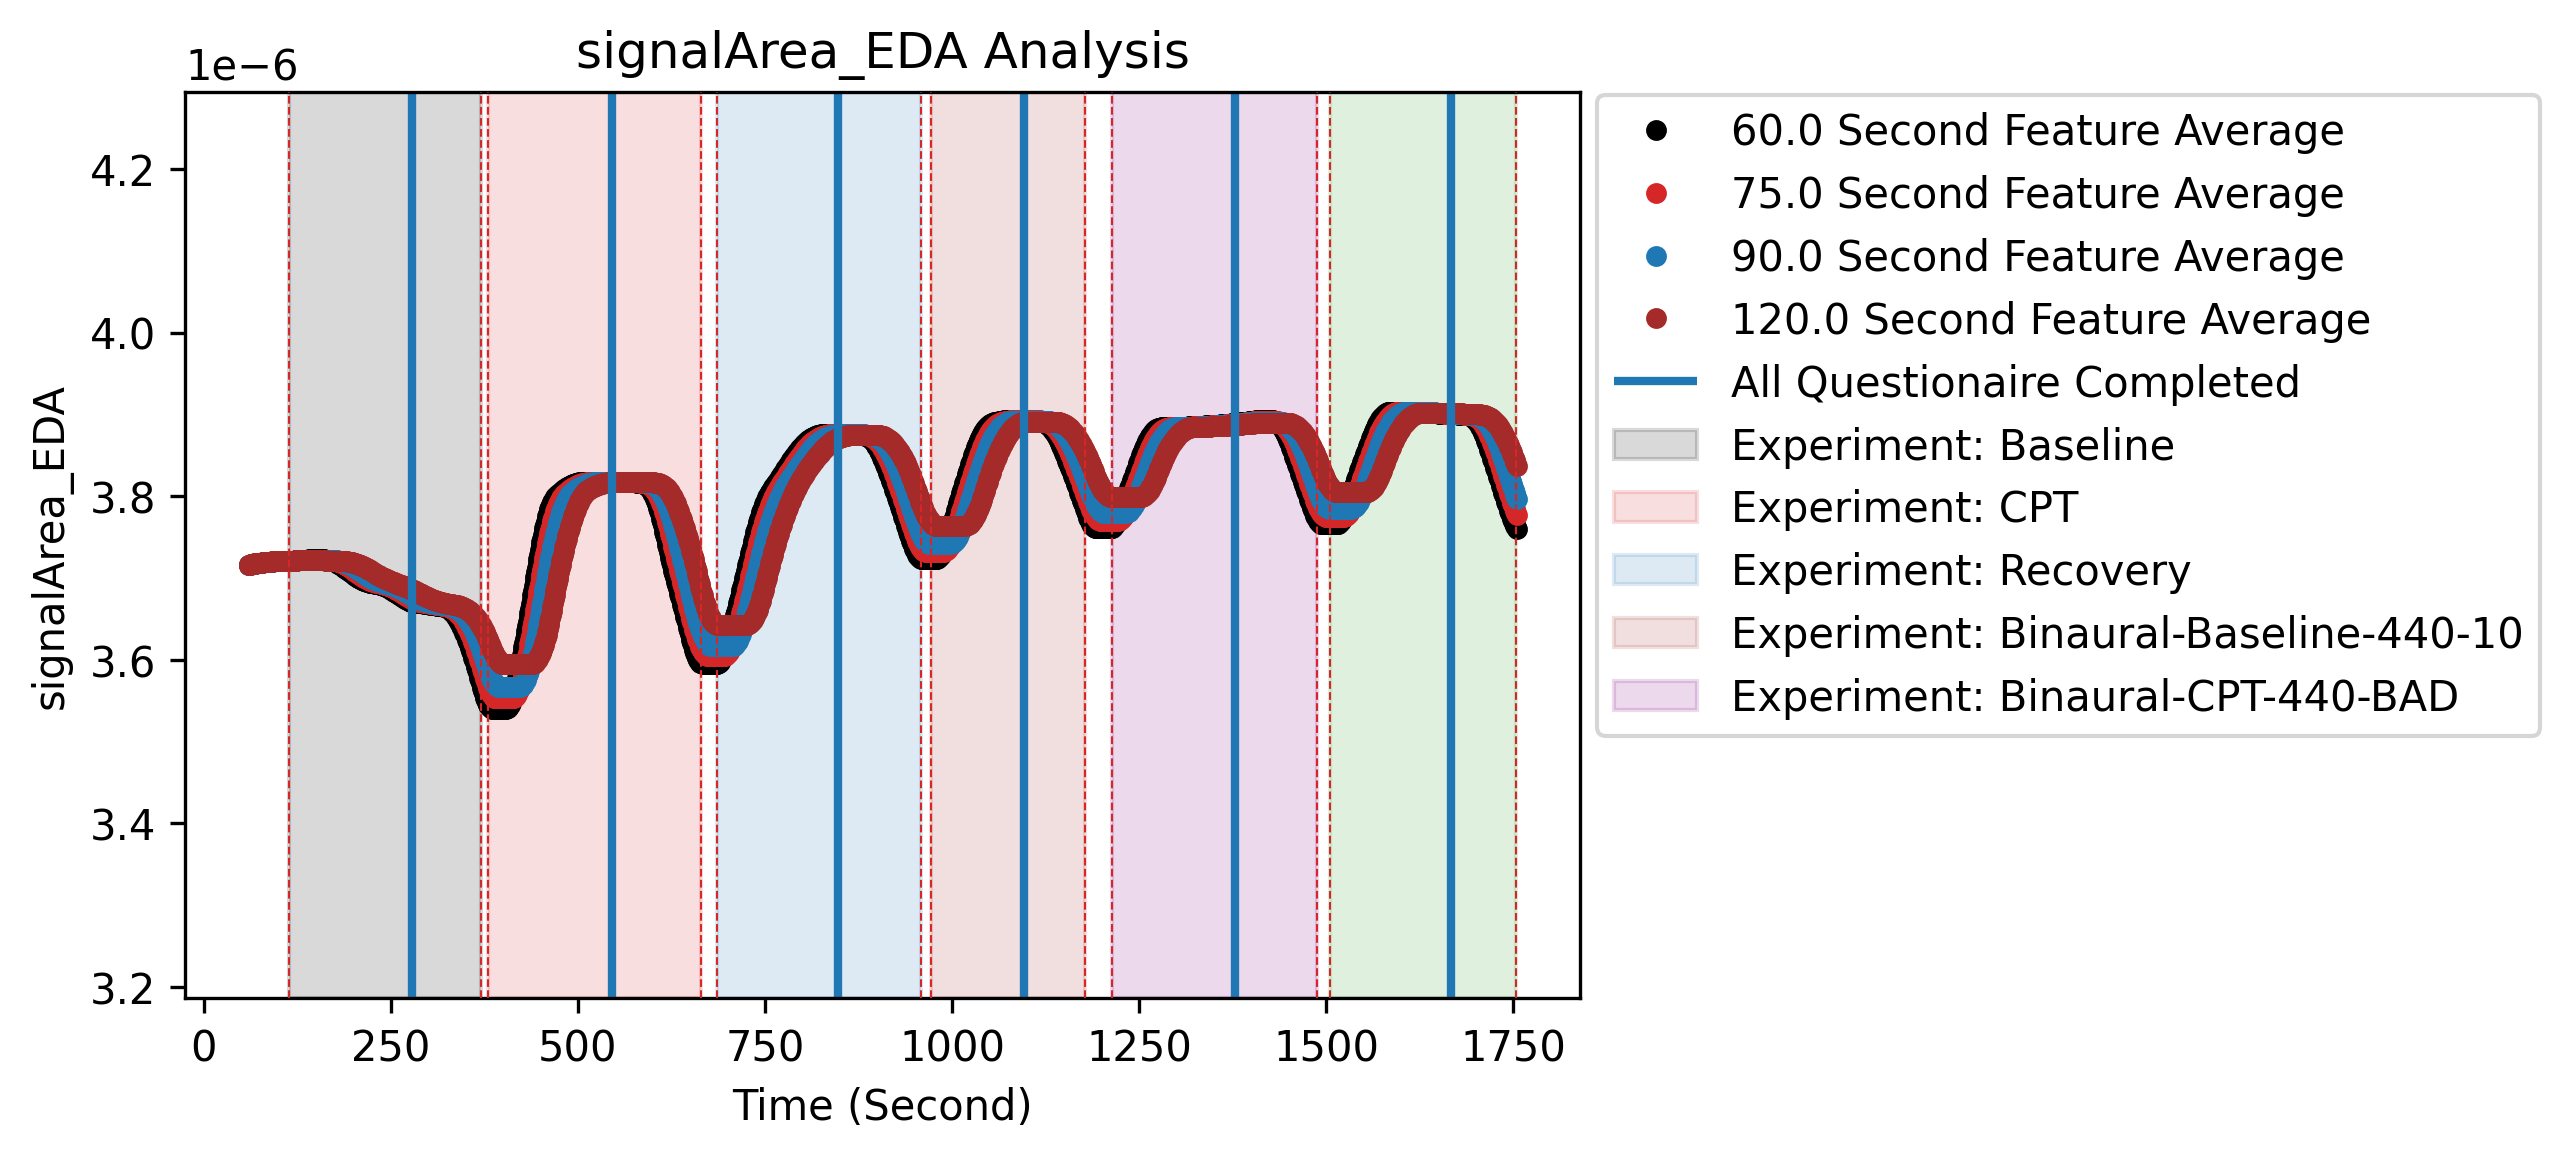 signalArea_EDA Analysis
1e−6
4.2
4.0
3.8
3.6
3.4
3.2
signalArea_EDA
0 250 500 750 1000 1250 1500 1750
Time (Second)
60.0 Second Feature Average
75.0 Second Feature Average
90.0 Second Feature Average
120.0 Second Feature Average
All Questionaire Completed
Experiment: Baseline
Experiment: CPT
Experiment: Recovery
Experiment: Binaural-Baseline-440-10
Experiment: Binaural-CPT-440-BAD